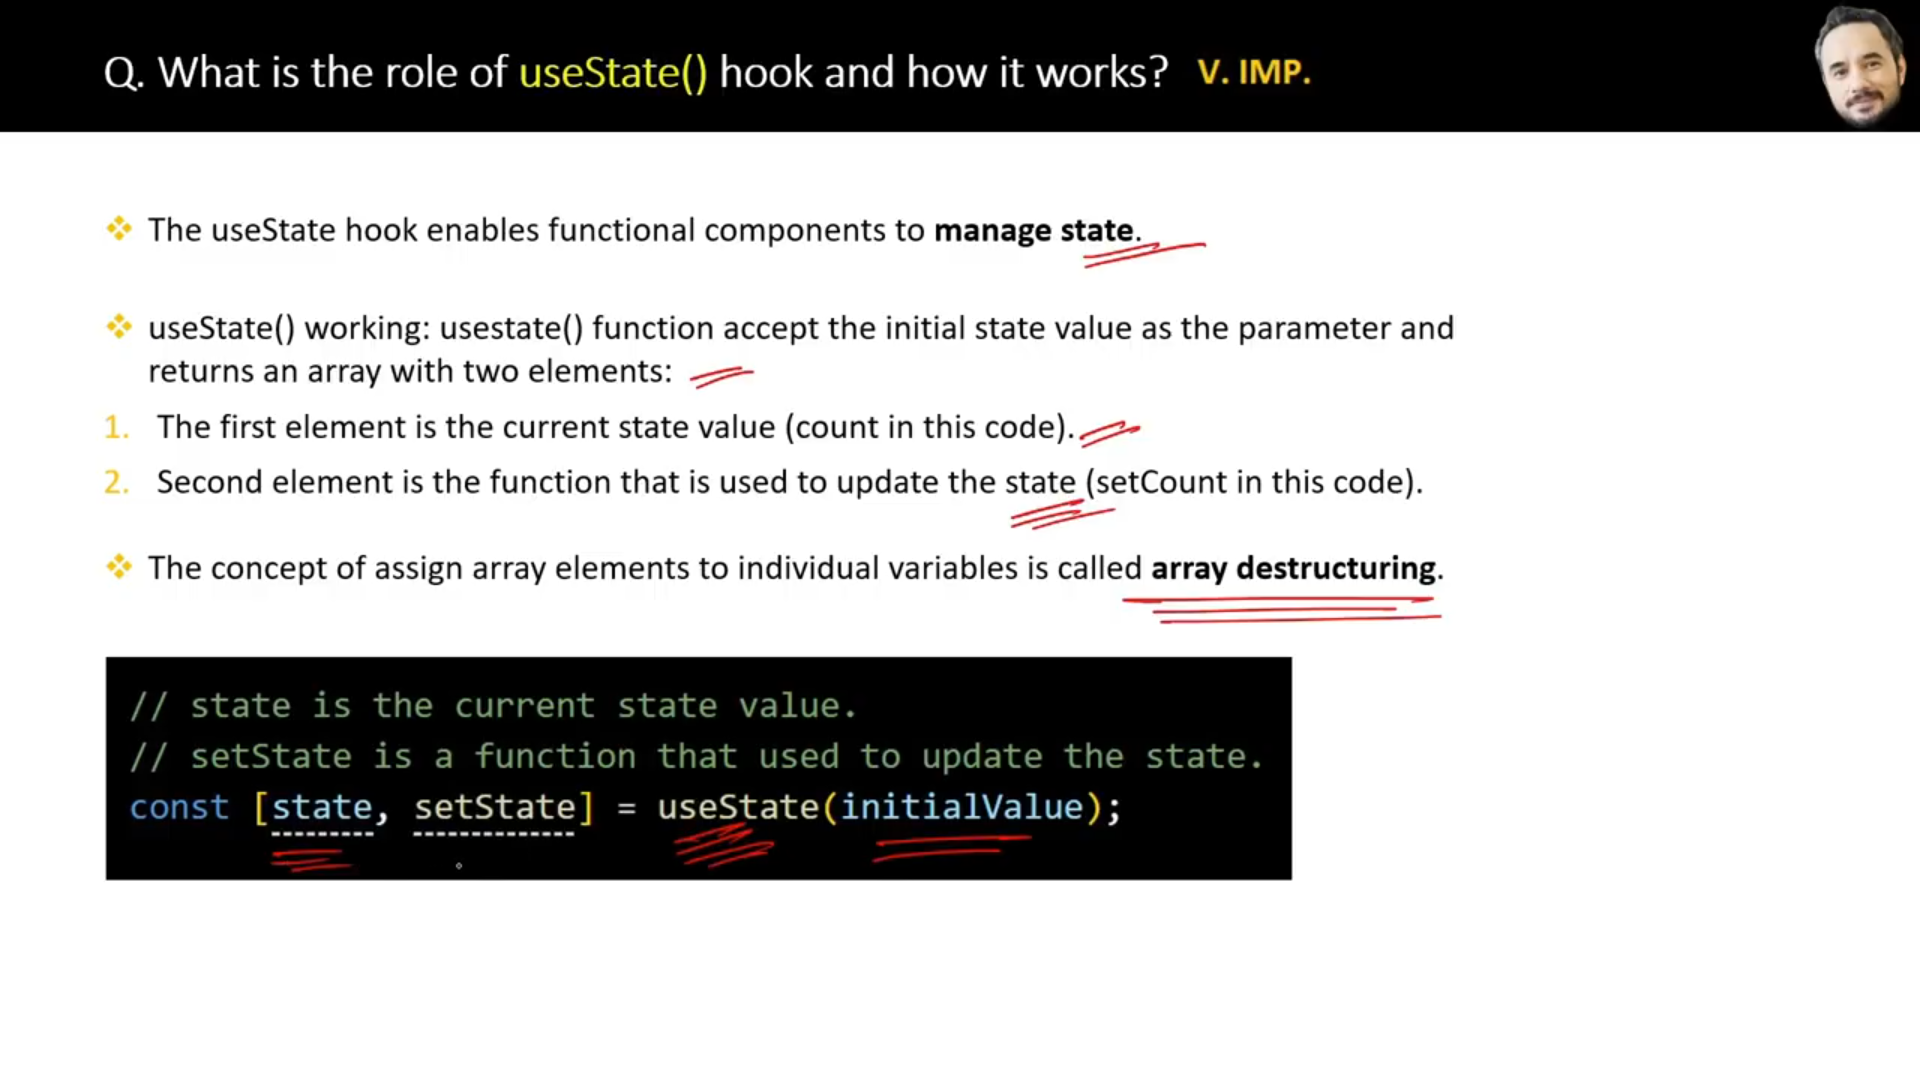 Q. What is the role of useState() hook and how it works? V. IMP.
❖ The useState hook enables functional components to manage state.
❖ useState() working: usestate() function accept the initial state value as the parameter and
returns an array with two elements:
1. The first element is the current state value (count in this code).
2. Second element is the function that is used to update the state (setCount in this code).
❖ The concept of assign array elements to individual variables is called array destructuring.
// state is the current state value.
// setState is a function that used to update the state.
const [state, setState] = useState(initialValue);